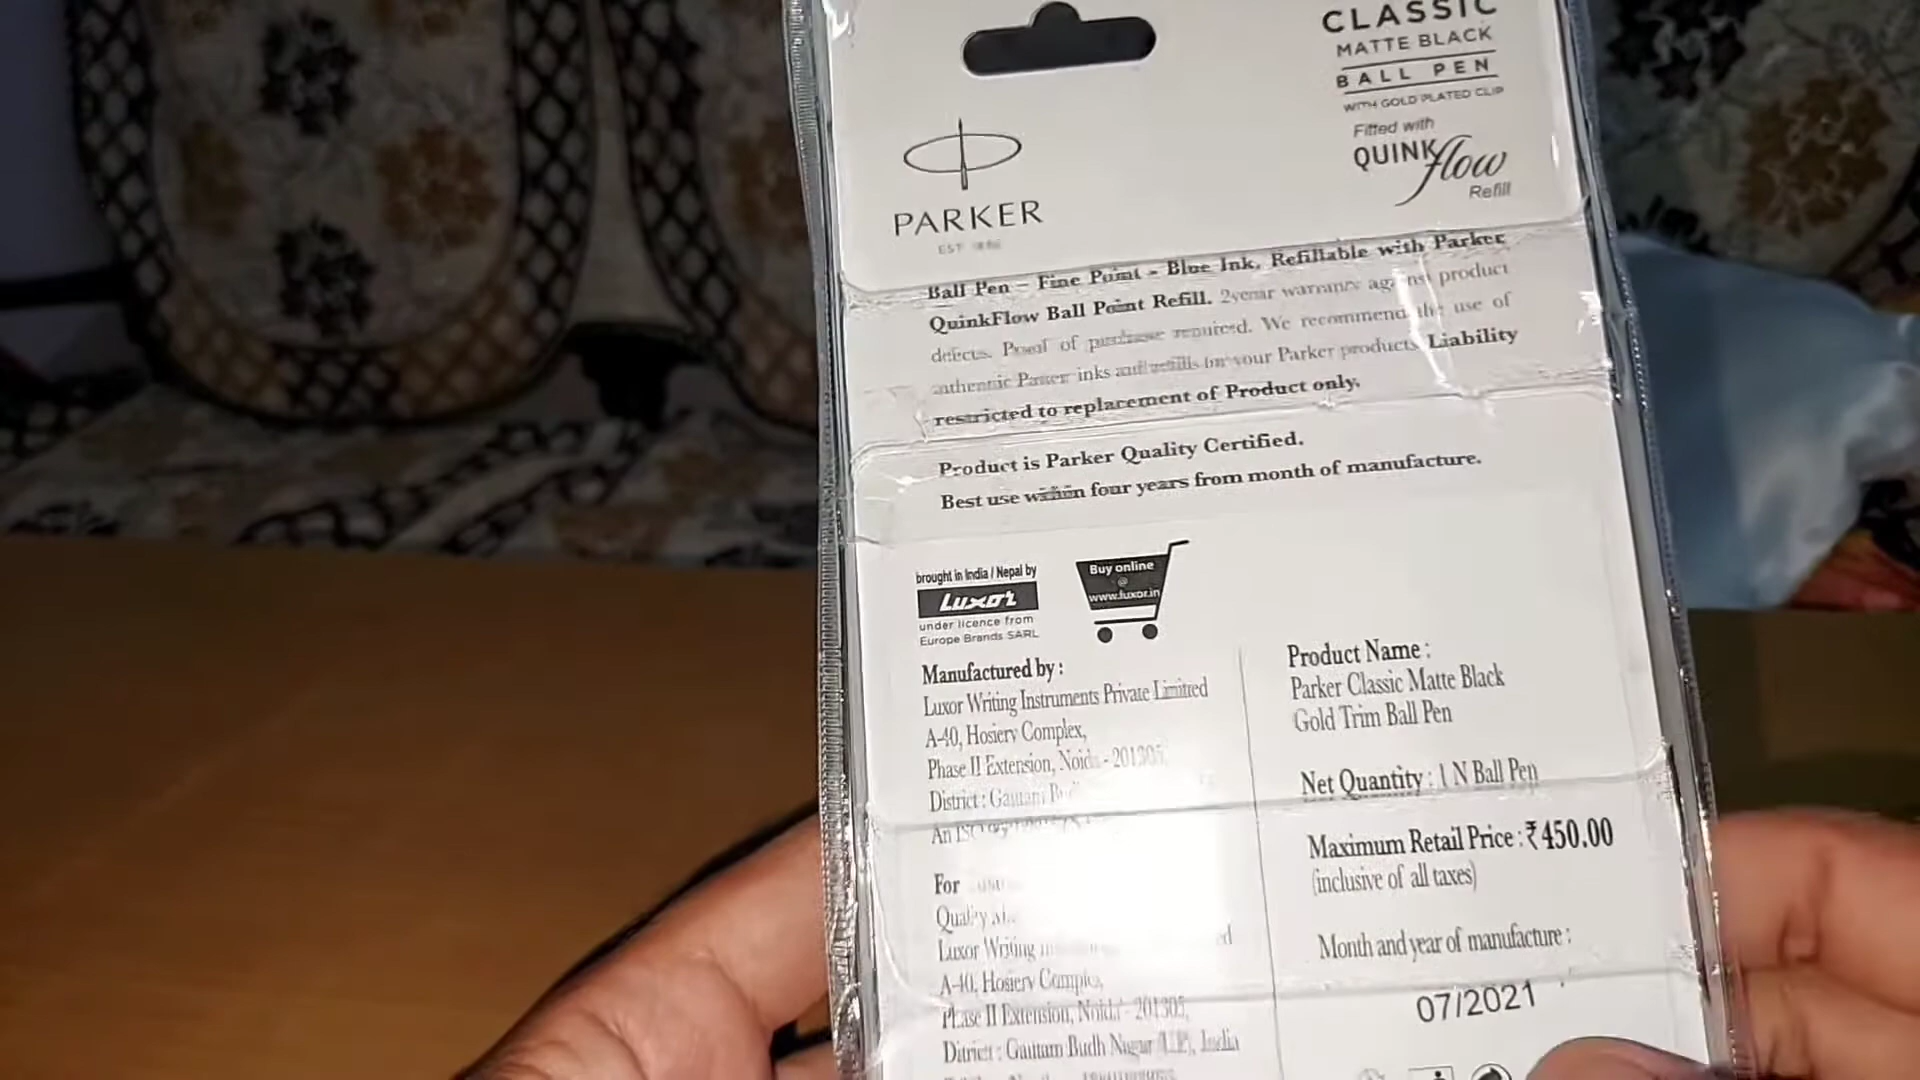 CLASSIC
MATTE BLACK
BALL PEN
WITH GOLD PLATED CLIP
Fitted with
QUINKflow
Refill
PARKER
EST
Ball Pen – Fine Point - Blue Ink. Refillable with Parker
QuinkFlow Ball Point Refill. 2year warranty against product
defects. Proof of purchase required. We recommend the use of
authentic Parker inks and refills for your Parker products. Liability
restricted to replacement of Product only.
Product is Parker Quality Certified.
Best use within four years from month of manufacture.
brought in India / Nepal by
Luxor
under licence from
Europe Brands SARL
Buy online
@
www.luxor.in
Manufactured by :
Luxor Writing Instruments Private Limited
A-40, Hosiery Complex,
Phase II Extension, Noida - 201305,
District : Gautam
An
For
Quality
Luxor Writing
A-40, Hosiery Complex,
Phase II Extension, Noida - 201305,
District : Gautam Budh Nagar (U.P.), India
Product Name :
Parker Classic Matte Black
Gold Trim Ball Pen
Net Quantity : 1 N Ball Pen
Maximum Retail Price : ₹450.00
(inclusive of all taxes)
Month and year of manufacture :
07/2021